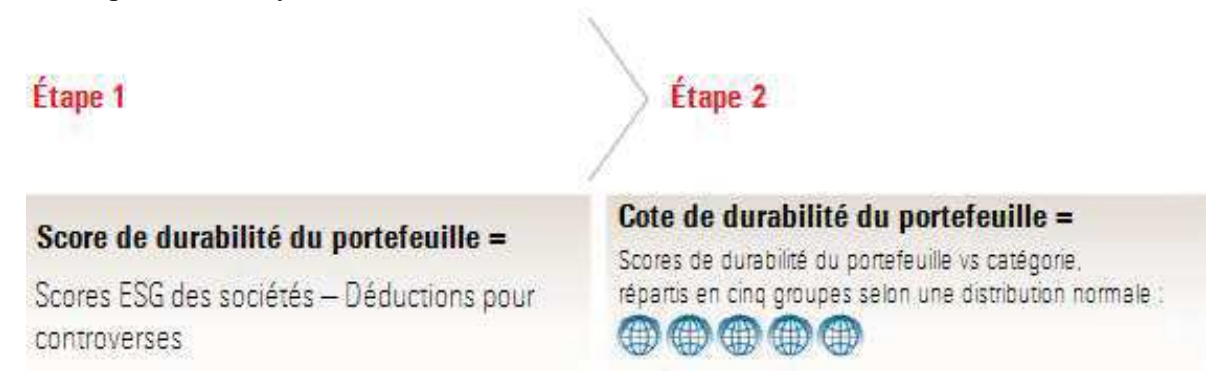 Étape 1
Étape 2
Score de durabilité du portefeuille =
Scores ESG des sociétés – Déductions pour
controverses
Cote de durabilité du portefeuille =
Scores de durabilité du portefeuille vs catégorie,
répartis en cinq groupes selon une distribution normale :